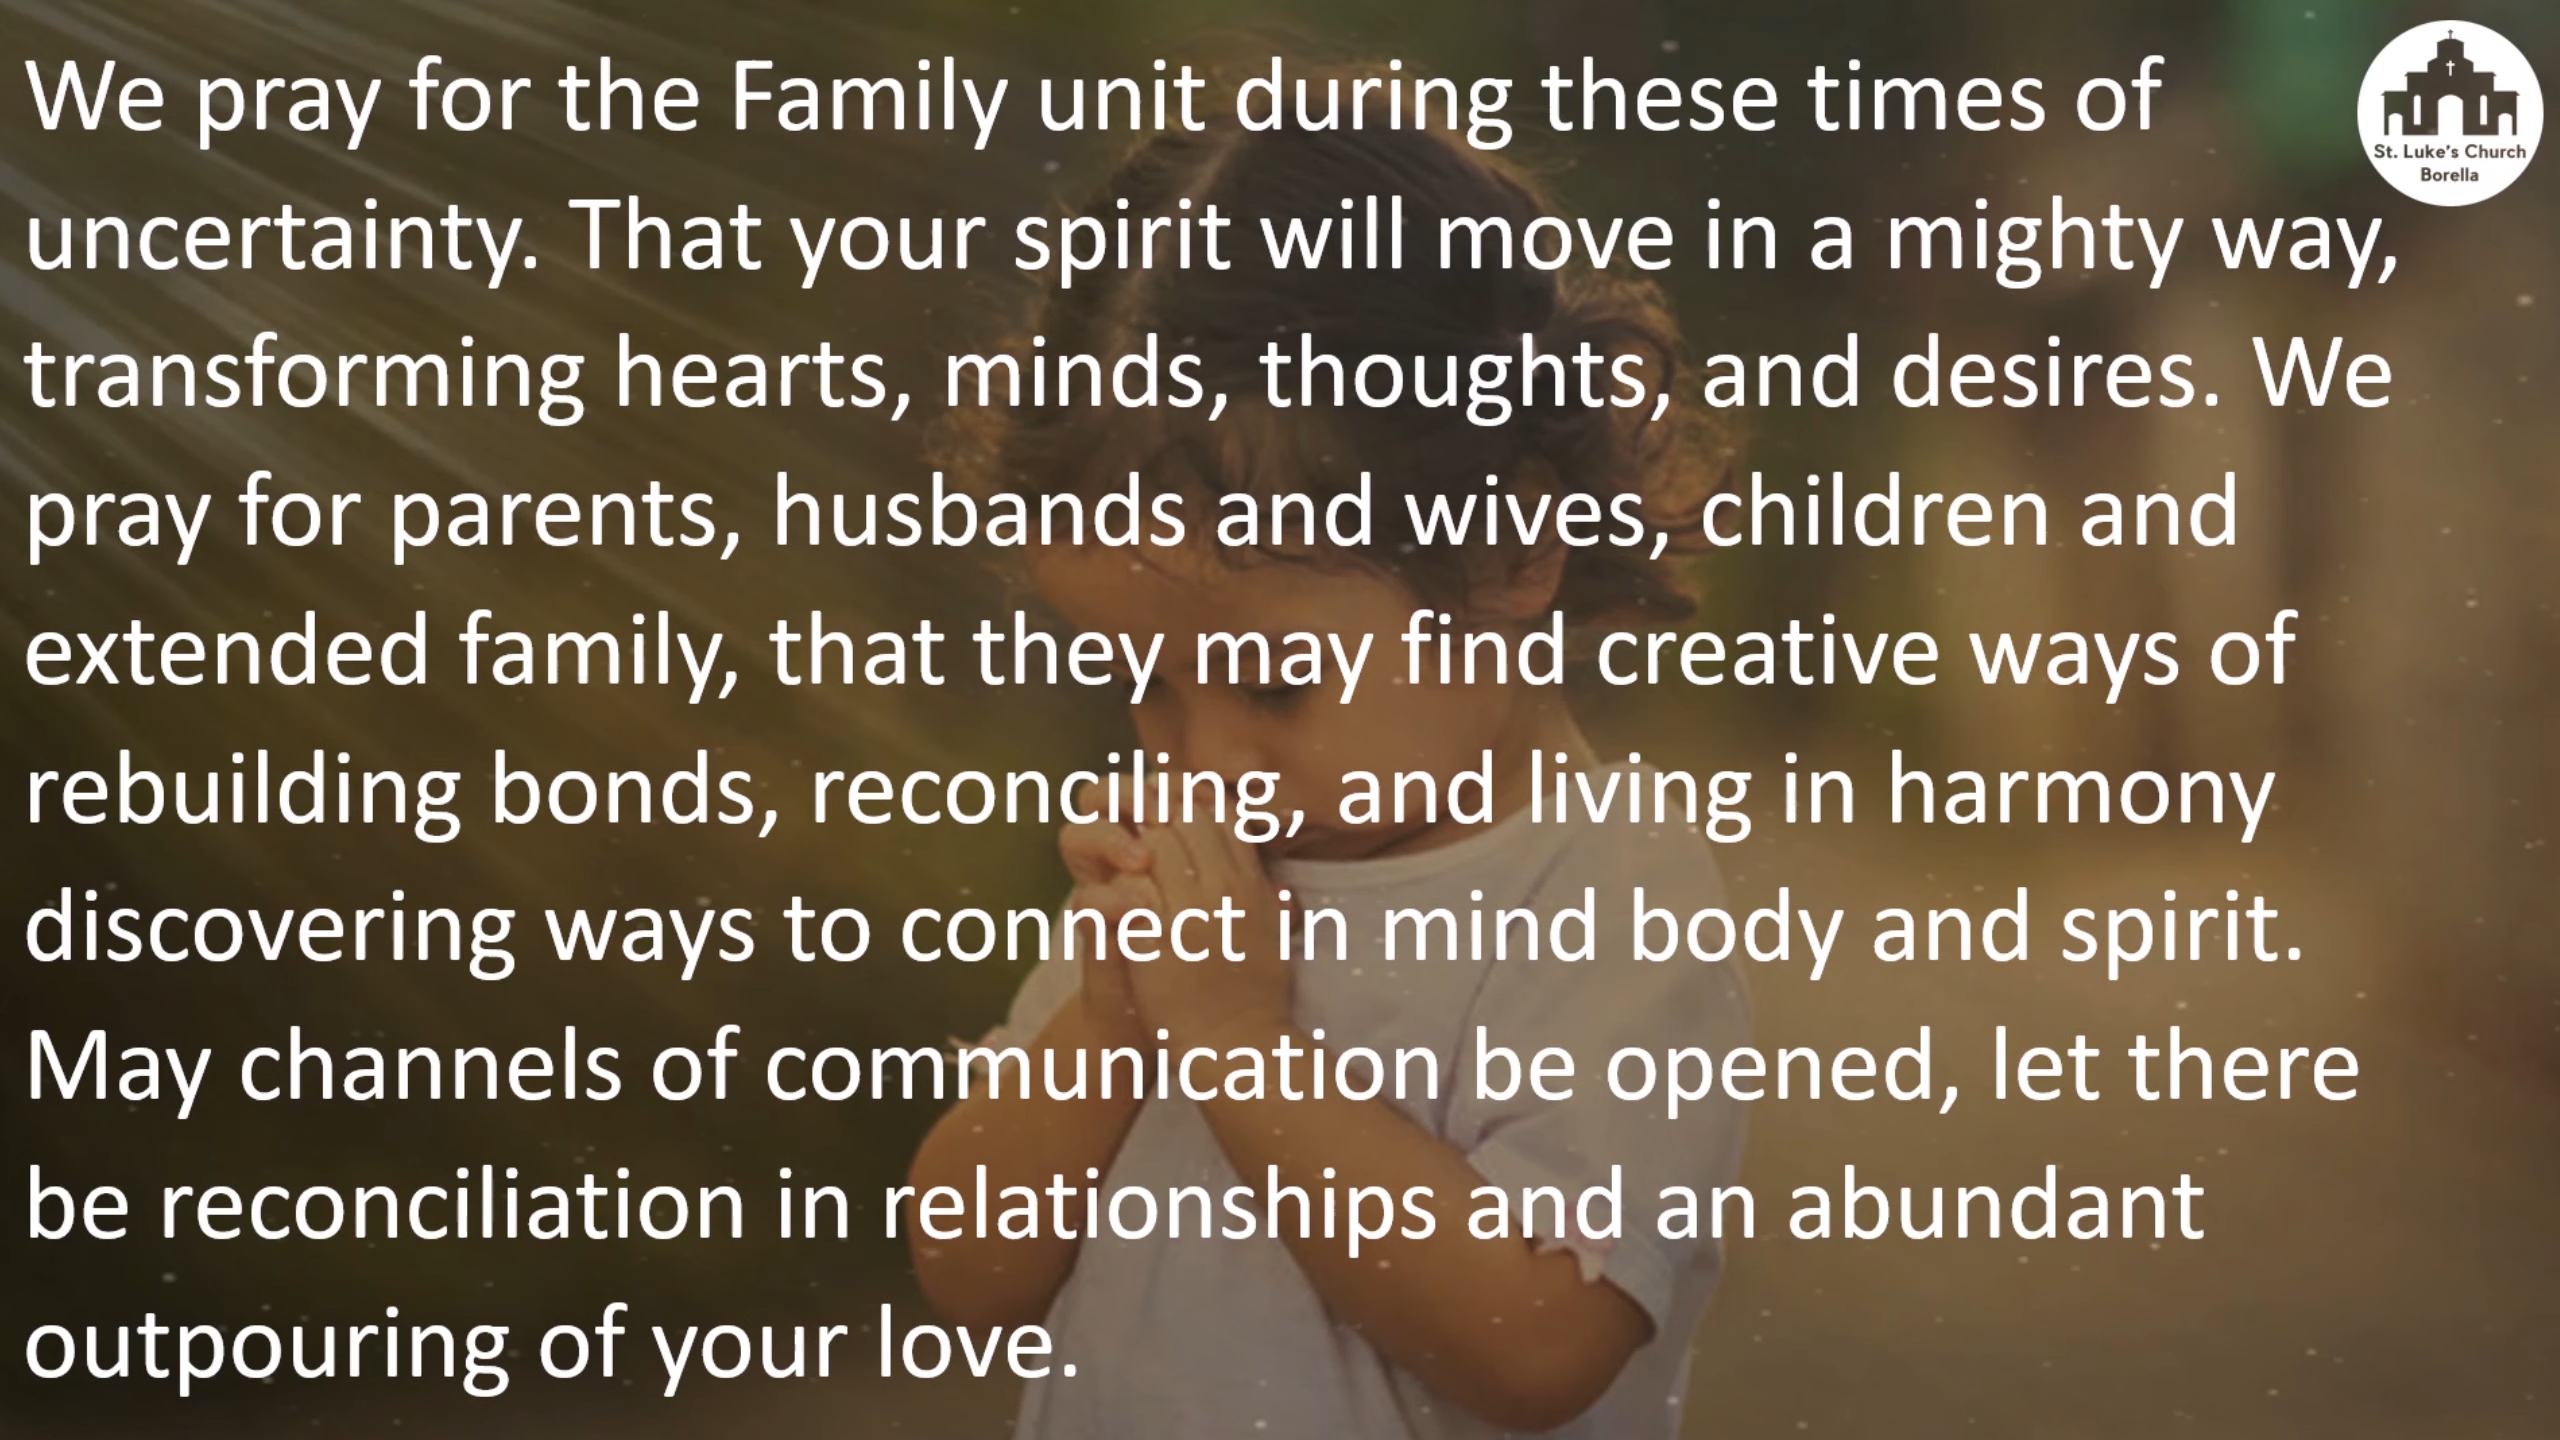 We pray for the Family unit during these times of
uncertainty. That your spirit will move in a mighty way,
transforming hearts, minds, thoughts, and desires. We
pray for parents, husbands and wives, children and
extended family, that they may find creative ways of
rebuilding bonds, reconciling, and living in harmony
discovering ways to connect in mind body and spirit.
May channels of communication be opened, let there
be reconciliation in relationships and an abundant
outpouring of your love.
St. Luke's Church
Borella